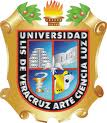 UNIVERSIDAD
LIS DE VERACRUZ ARTE CIENCIA LUZ